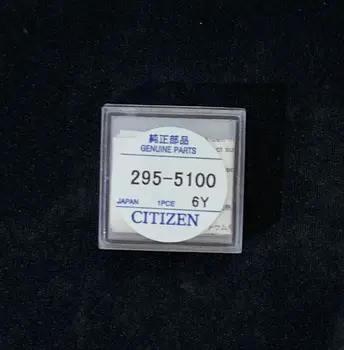 純正部品
GENUINE PARTS
295-5100
JAPAN 1PCE 6Y
CITIZEN